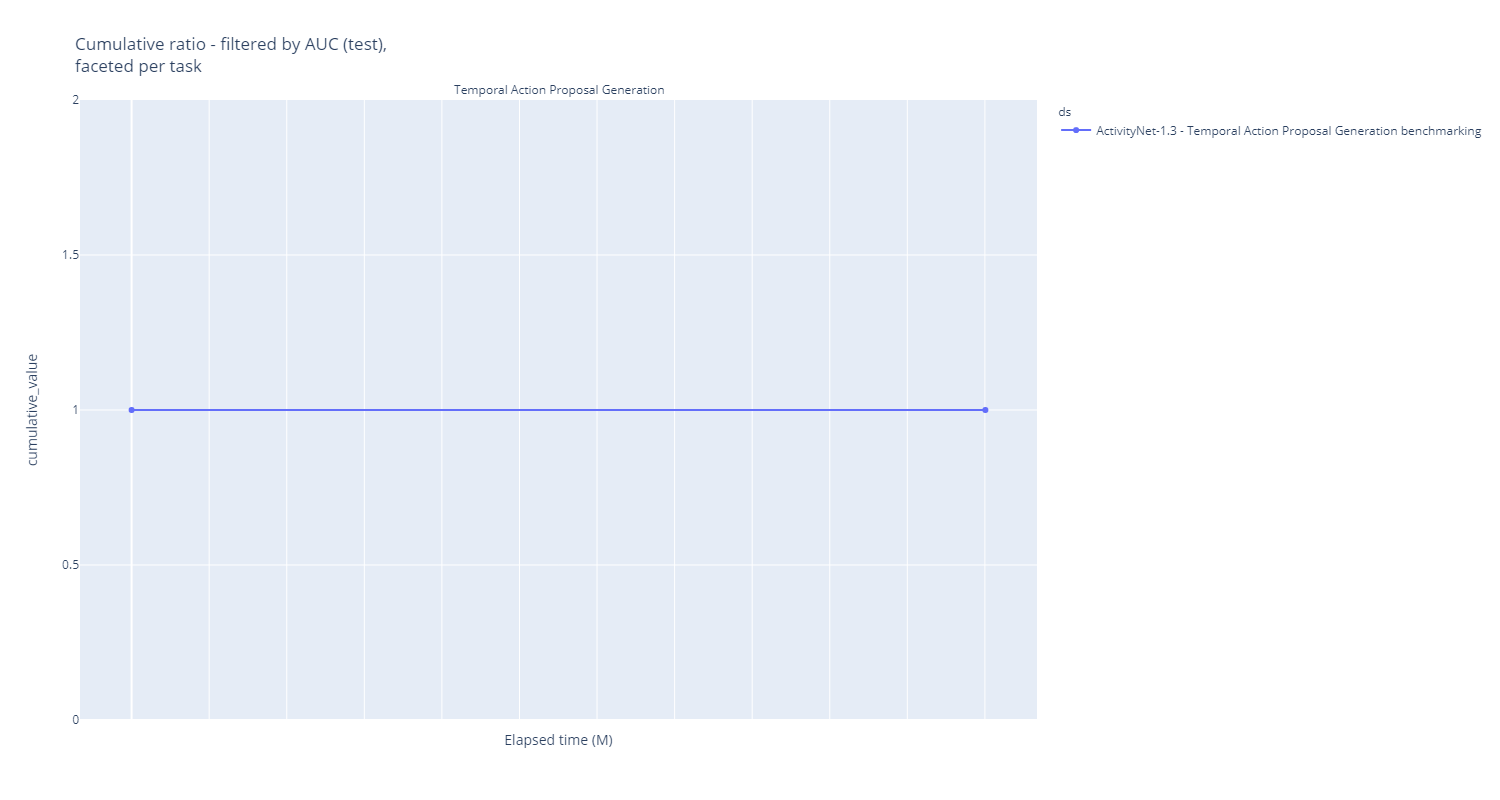 Cumulative ratio - filtered by AUC (test),
faceted per task
Temporal Action Proposal Generation
ds
ActivityNet-1.3 - Temporal Action Proposal Generation benchmarking
2
1.5
1
0.5
0
cumulative_value
Elapsed time (M)